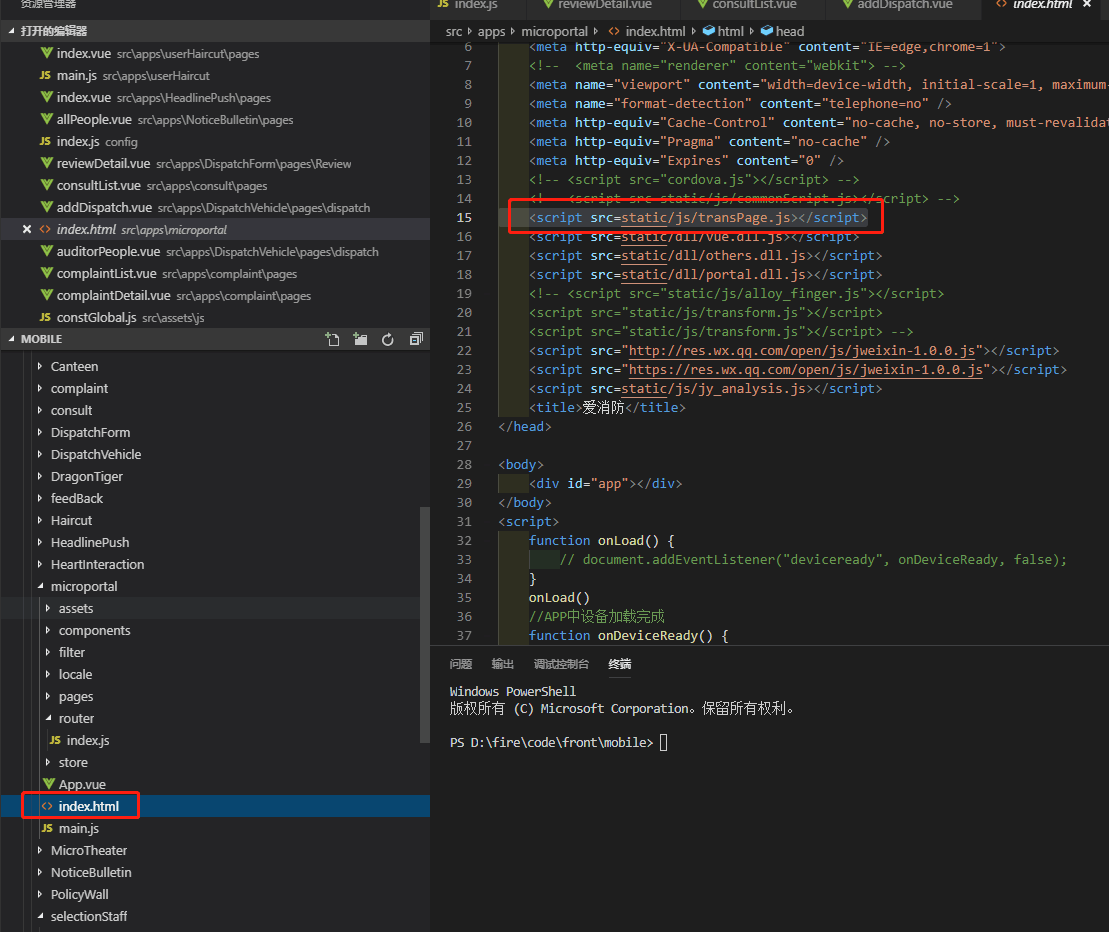 资源管理器
打开的编辑器
index.vue src\apps\userHaircut\pages
JS main.js src\apps\userHaircut
index.vue src\apps\HeadlinePush\pages
allPeople.vue src\apps\NoticeBulletin\pages
JS index.js config
reviewDetail.vue src\apps\DispatchForm\pages\Review
consultList.vue src\apps\consult\pages
addDispatch.vue src\apps\DispatchVehicle\pages\dispatch
× <> index.html src\apps\microportal
auditorPeople.vue src\apps\DispatchVehicle\pages\dispatch
complaintList.vue src\apps\complaint\pages
complaintDetail.vue src\apps\complaint\pages
JS constGlobal.js src\assets\js
MOBILE
Canteen
complaint
consult
DispatchForm
DispatchVehicle
DragonTiger
feedBack
Haircut
HeadlinePush
HeartInteraction
microportal
assets
components
filter
locale
pages
router
JS index.js
store
App.vue
<> index.html
JS main.js
MicroTheater
NoticeBulletin
PolicyWall
selectionStaff
JS index.js reviewDetail.vue consultList.vue addDispatch.vue <> index.html ×
src › apps › microportal › <> index.html › html › head
6 <meta http-equiv="X-UA-Compatible" content="IE=edge,chrome=1">
7 <!-- <meta name="renderer" content="webkit"> -->
8 <meta name="viewport" content="width=device-width, initial-scale=1, maximum-
9 <meta name="format-detection" content="telephone=no" />
10 <meta http-equiv="Cache-Control" content="no-cache, no-store, must-revalidat
11 <meta http-equiv="Pragma" content="no-cache" />
12 <meta http-equiv="Expires" content="0" />
13 <!-- <script src="cordova.js"></script> -->
14 <!-- <script src=static/js/commonScript.js></script> -->
15 <script src=static/js/transPage.js></script>
16 <script src=static/dll/vue.dll.js></script>
17 <script src=static/dll/others.dll.js></script>
18 <script src=static/dll/portal.dll.js></script>
19 <!-- <script src="static/js/alloy_finger.js"></script>
20 <script src="static/js/transform.js"></script>
21 <script src="static/js/transform.js"></script> -->
22 <script src="http://res.wx.qq.com/open/js/jweixin-1.0.0.js"></script>
23 <script src="https://res.wx.qq.com/open/js/jweixin-1.0.0.js"></script>
24 <script src=static/js/jy_analysis.js></script>
25 <title>爱消防</title>
26 </head>
27
28 <body>
29 <div id="app"></div>
30 </body>
31 <script>
32 function onLoad() {
33 // document.addEventListener("deviceready", onDeviceReady, false);
34 }
35 onLoad()
36 //APP中设备加载完成
37 function onDeviceReady() {
问题 输出 调试控制台 终端
Windows PowerShell
版权所有 (C) Microsoft Corporation。保留所有权利。
PS D:\fire\code\front\mobile>